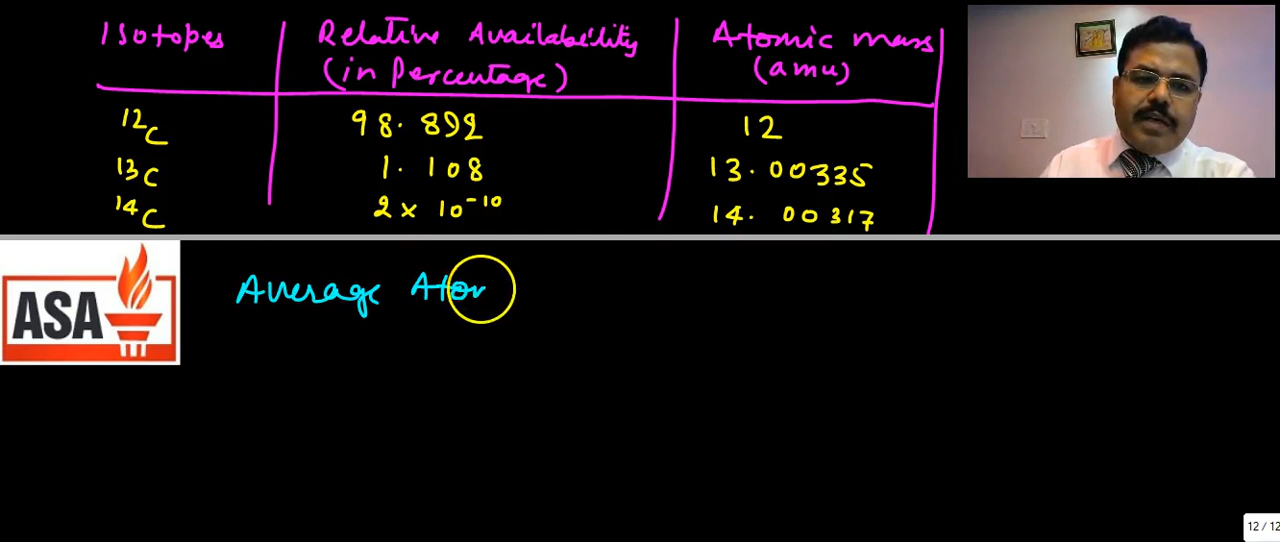 Isotopes Relative Availability Atomic mass
(in Percentage) (amu)
¹²C 98.892 12
¹³C 1.108 13.00335
¹⁴C 2 × 10⁻¹⁰ 14.00317
ASA Average Ator
12 / 12